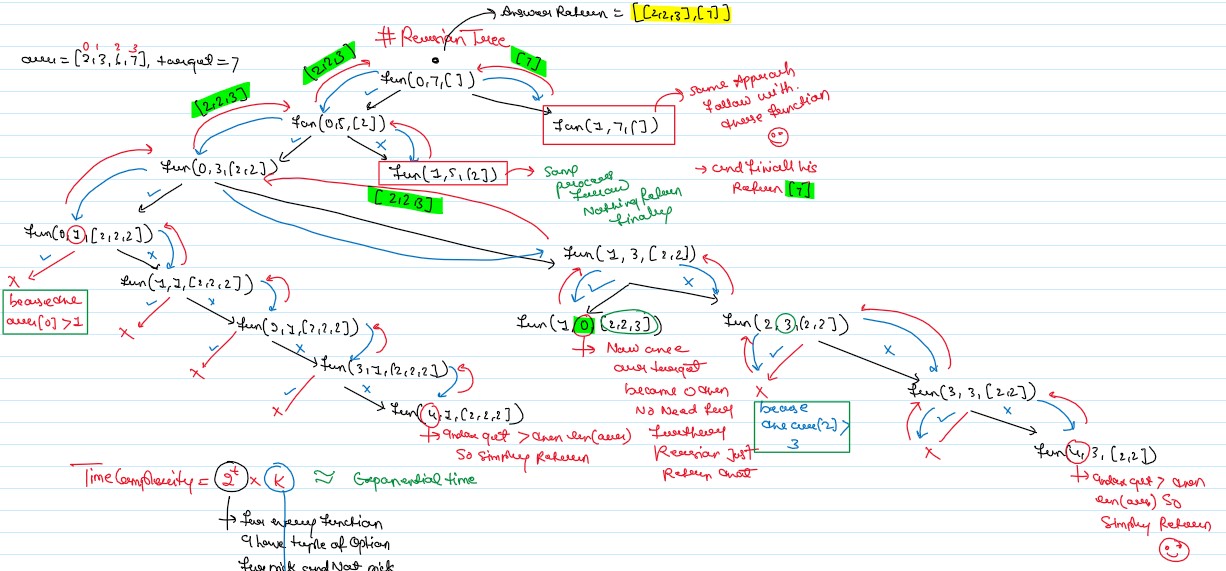 Answer Return = [[2,2,3],[7]]
# Recursion Tree
0 1 2 3
arr = [2,3,6,7], target = 7
[2,2,3]
[7]
fun(0,7,[])
[2,2,3]
Same Approach
follow with
these function
fun(0,5,[2])
fun(1,7,[])
fun(0,3,[2,2])
fun(1,5,[2])
Same
process
follow
Nothing Return
finally
→ and finall his
Return [7]
[2,2,3]
fun(0,1,[2,2,2])
x
fun(1,3,[2,2])
x
x
fun(1,1,[2,2,2])
arr[0] > 1
x
x
fun(1,0,[2,2,3])
fun(2,3,[2,2])
x
fun(2,1,[2,2,2])
x
x
Now once
our target
became 0 then
No Need for
further
Recursion Just
Return ans
x
fun(3,1,[2,2,2])
x
x
arr[2] >
3
fun(3,3,[2,2])
x
x
fun(4,1,[2,2,2])
index get > then len(arr)
So Simply Return
fun(4,3,[2,2])
index get > then
len(arr) So
Simply Return
Time Complexity = 2^t × k ≈ Exponential time
for every function
I have of Option
for pick and Not pick